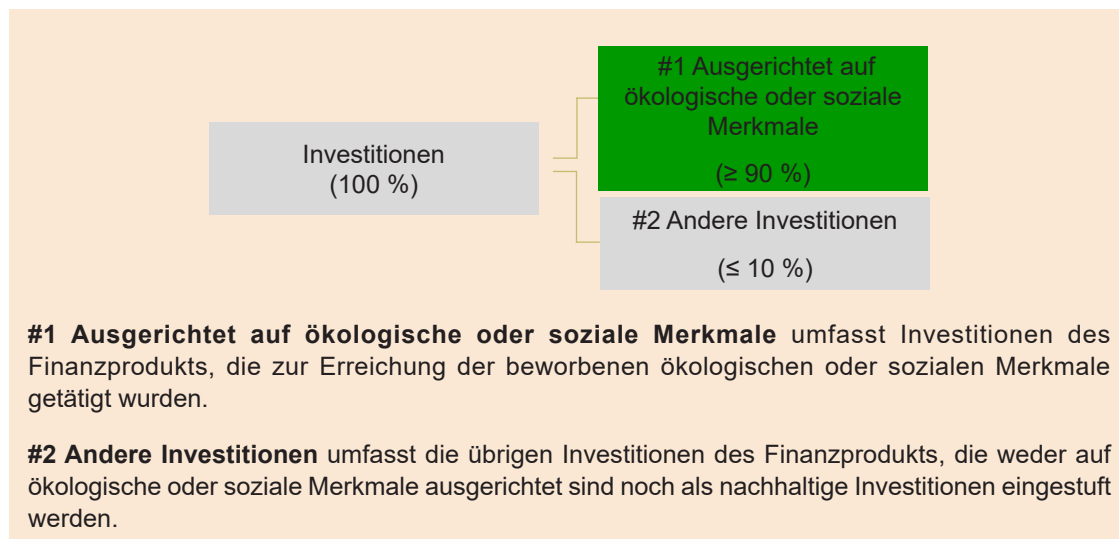 #1 Ausgerichtet auf
ökologische oder soziale
Merkmale
(≥ 90 %)
Investitionen
(100 %)
#2 Andere Investitionen
(≤ 10 %)
#1 Ausgerichtet auf ökologische oder soziale Merkmale umfasst Investitionen des
Finanzprodukts, die zur Erreichung der beworbenen ökologischen oder sozialen Merkmale
getätigt wurden.
#2 Andere Investitionen umfasst die übrigen Investitionen des Finanzprodukts, die weder auf
ökologische oder soziale Merkmale ausgerichtet sind noch als nachhaltige Investitionen eingestuft
werden.